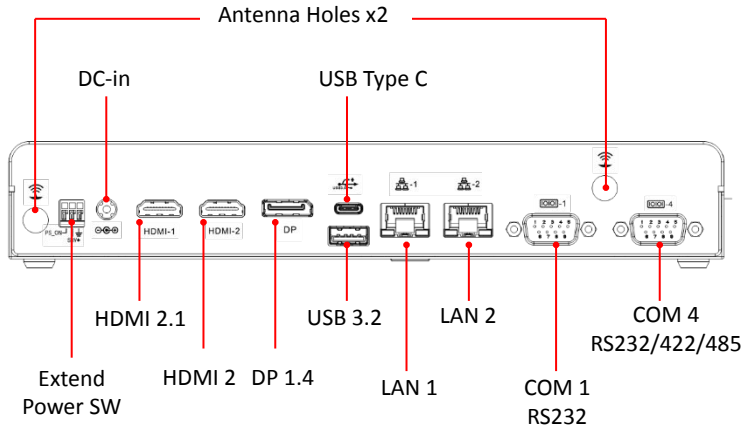 Antenna Holes x2
DC-in
USB Type C
-1
-2
-1
-4
PS_ON
5SV
HDMI-1
HDMI-2
DP
HDMI 2.1
USB 3.2
LAN 2
COM 4
RS232/422/485
Extend
Power SW
HDMI 2
DP 1.4
LAN 1
COM 1
RS232